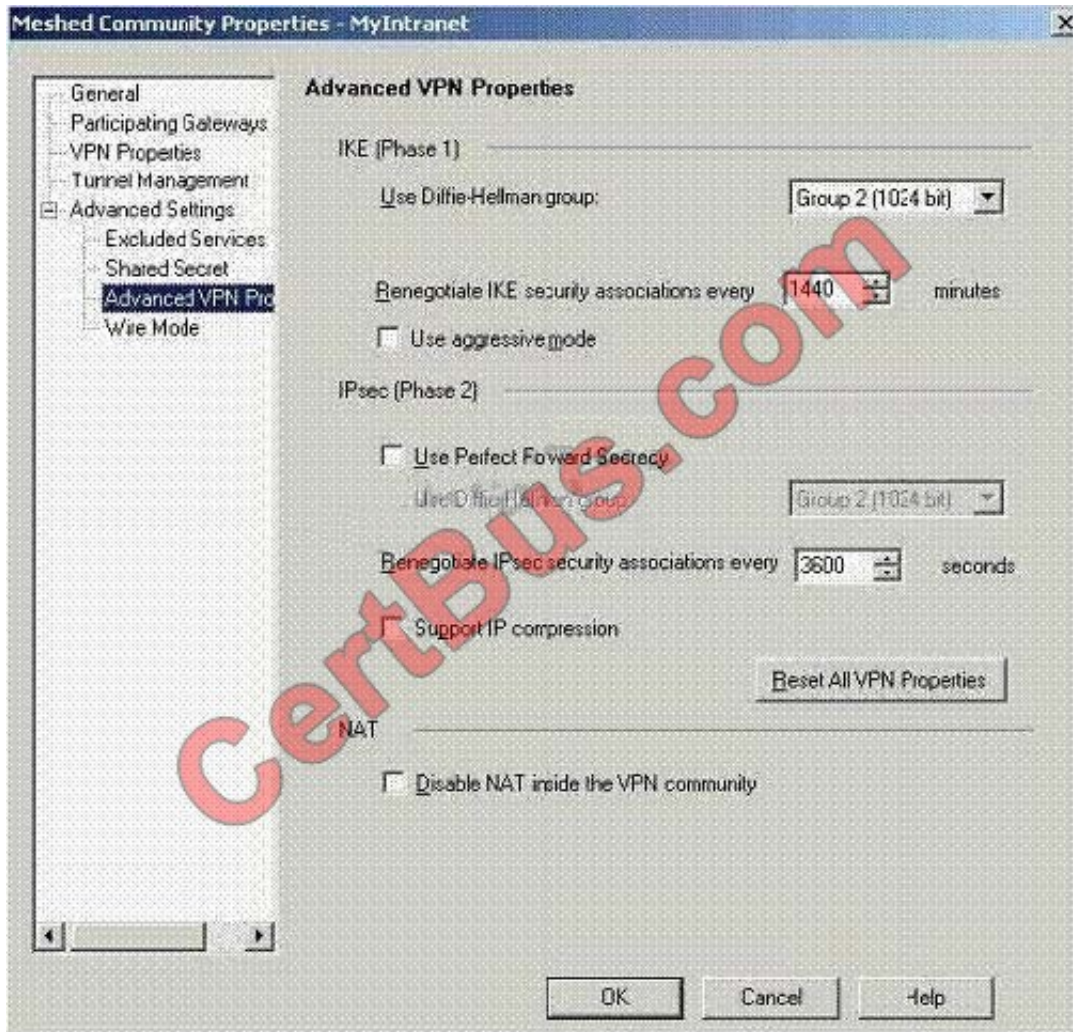 Meshed Community Properties - MyIntranet
General
Participating Gateways
VPN Properties
Tunnel Management
Advanced Settings
Excluded Services
Shared Secret
Advanced VPN Pro
Wire Mode
Advanced VPN Properties
IKE (Phase 1)
Use Diffie-Hellman group:
Group 2 (1024 bit)
Renegotiate IKE security associations every 1440 minutes
Use aggressive mode
IPsec (Phase 2)
Use Perfect Forward Secrecy
Use Diffie-Hellman group:
Group 2 (1024 bit)
Renegotiate IPsec security associations every 3600 seconds
Support IP compression
Reset All VPN Properties
NAT
Disable NAT inside the VPN community
OK
Cancel
Help
CertBus.com